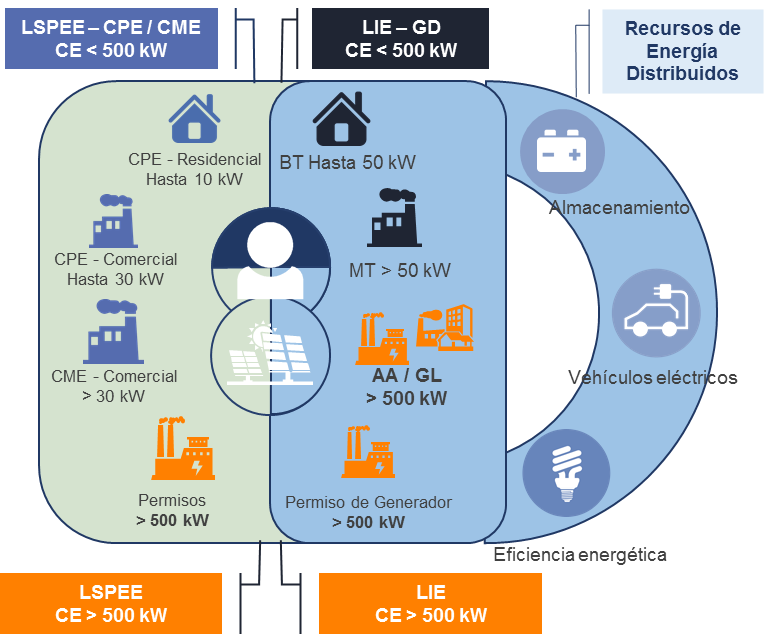 LSPEE – CPE / CME
CE < 500 kW
LIE – GD
CE < 500 kW
Recursos de
Energía
Distribuidos
CPE - Residencial
Hasta 10 kW
BT Hasta 50 kW
Almacenamiento
CPE - Comercial
Hasta 30 kW
MT > 50 kW
CME - Comercial
> 30 kW
AA / GL
> 500 kW
Vehículos eléctricos
Permisos
> 500 kW
Permiso de Generador
> 500 kW
Eficiencia energética
LSPEE
CE > 500 kW
LIE
CE > 500 kW